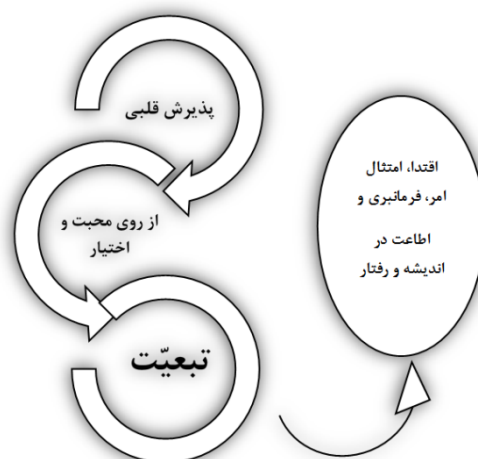 پذیرش قلبی
از روی محبت و
اختیار
تبعیّت
اقتدا، امتثال
امر، فرمانبری و
اطاعت در
اندیشه و رفتار